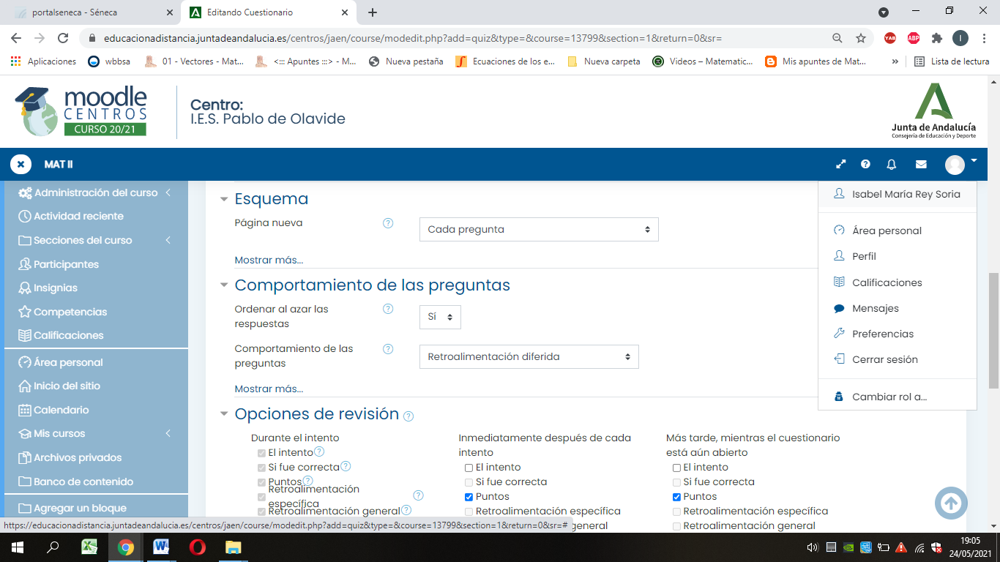 portalseneca - Séneca
Editando Cuestionario
educacionadistancia.juntadeandalucia.es/centros/jaen/course/modedit.php?add=quiz&type=&course=13799&section=1&return=0&sr=
YAB
ABP
I
Aplicaciones
wbbsa
01 - Vectores - Mat...
<::: Apuntes :::> - M...
Nueva pestaña
Ecuaciones de los e...
Nueva carpeta
Videos – Matematic...
Mis apuntes de Mat...
»
Lista de lectura
moodle
CENTROS
CURSO 20/21
Centro:
I.E.S. Pablo de Olavide
Junta de Andalucía
Consejería de Educación y Deporte
MAT II
Administración del curso
Actividad reciente
Secciones del curso
Participantes
Insignias
Competencias
Calificaciones
Área personal
Inicio del sitio
Calendario
Mis cursos
Archivos privados
Banco de contenido
Agregar un bloque
Esquema
Página nueva
Cada pregunta
Mostrar más...
Comportamiento de las preguntas
Ordenar al azar las
respuestas
Sí
Comportamiento de las
preguntas
Retroalimentación diferida
Mostrar más...
Opciones de revisión
Durante el intento
El intento
Si fue correcta
Puntos
Retroalimentación
específica
Retroalimentación general
Inmediatamente después de cada
intento
El intento
Si fue correcta
Puntos
Retroalimentación específica
general
Más tarde, mientras el cuestionario
está aún abierto
El intento
Si fue correcta
Puntos
Retroalimentación específica
Retroalimentación general
Isabel María Rey Soria
Área personal
Perfil
Calificaciones
Mensajes
Preferencias
Cerrar sesión
Cambiar rol a...
https://educacionadistancia.juntadeandalucia.es/centros/jaen/course/modedit.php?add=quiz&type=&course=13799&section=1&return=0&sr=#
19:05
24/05/2021